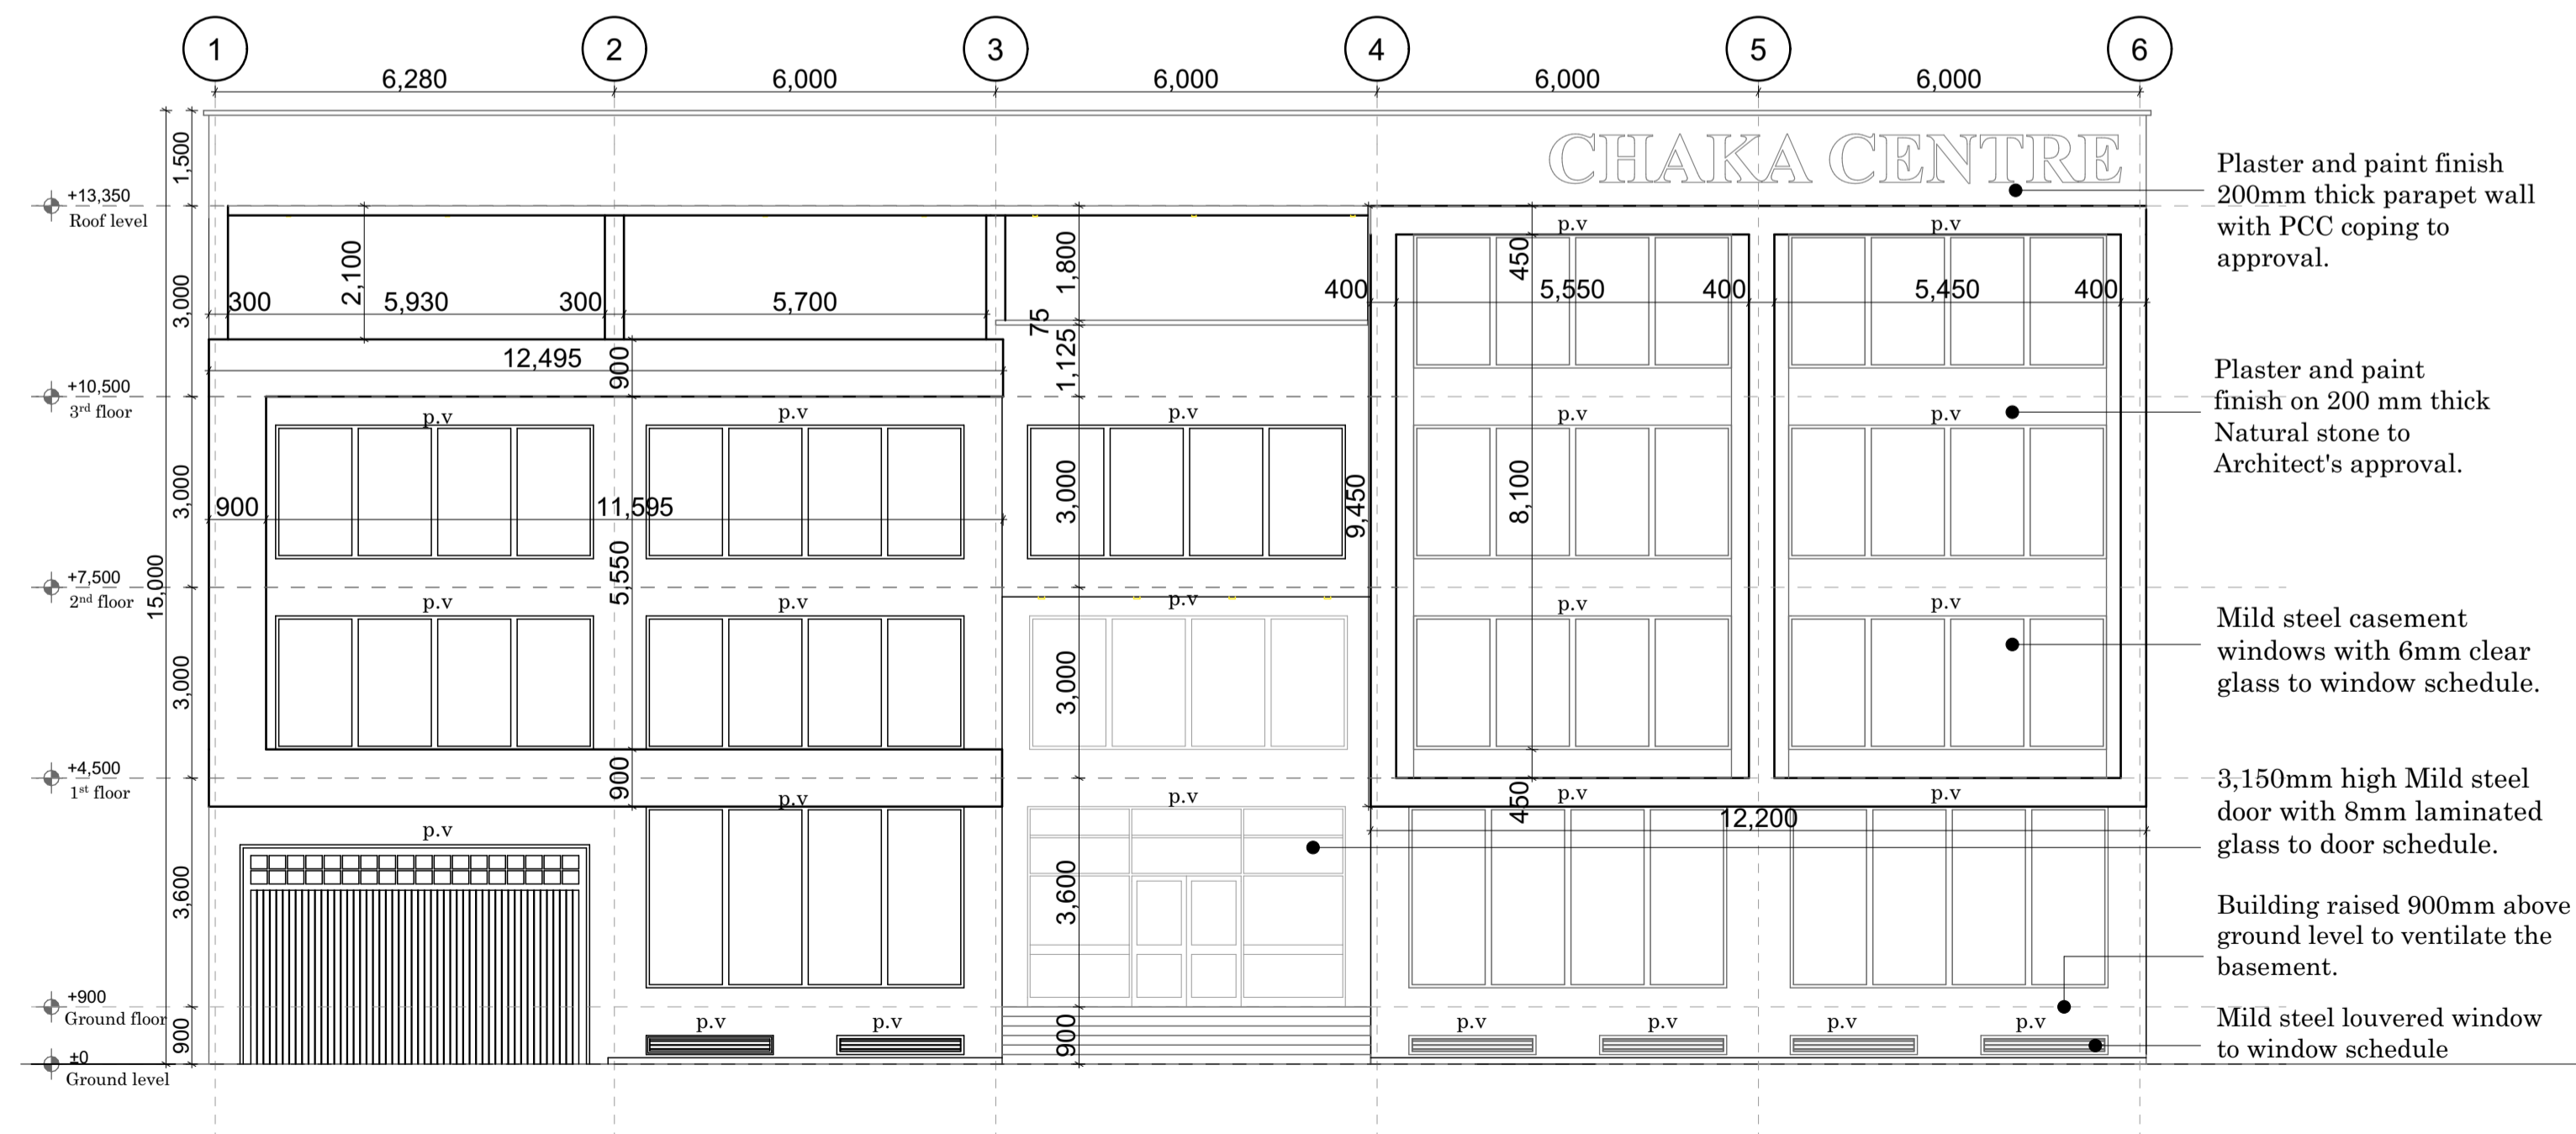 1 2 3 4 5 6
6,280 6,000 6,000 6,000 6,000
CHAKA CENTRE
1,500
+13,350
Roof level
3,000
+10,500
3rd floor
3,000
+7,500
2nd floor
15,000
3,000
+4,500
1st floor
3,600
+900
Ground floor
900
±0
Ground level
2,100
300 5,930 300 5,700
12,495
900
p.v p.v p.v
900 11,595
5,550
p.v p.v p.v
900
p.v p.v p.v
p.v p.v
1,800
75
1,125
3,000
3,000
3,600
900
400
9,450
p.v p.v
450
5,550 400 5,450 400
p.v p.v
8,100
p.v p.v
450
p.v p.v
12,200
p.v p.v p.v p.v
Plaster and paint finish
200mm thick parapet wall
with PCC coping to
approval.
Plaster and paint
finish on 200 mm thick
Natural stone to
Architect's approval.
Mild steel casement
windows with 6mm clear
glass to window schedule.
3,150mm high Mild steel
door with 8mm laminated
glass to door schedule.
Building raised 900mm above
ground level to ventilate the
basement.
Mild steel louvered window
to window schedule